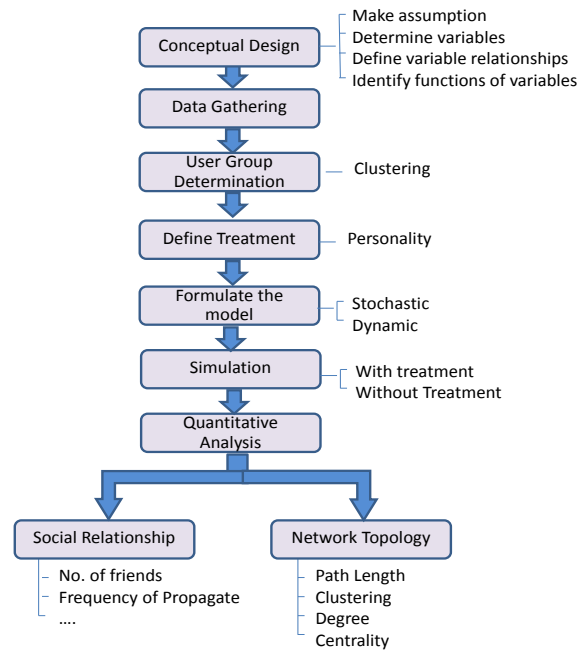 Conceptual Design
Make assumption
Determine variables
Define variable relationships
Identify functions of variables
Data Gathering
User Group
Determination
Clustering
Define Treatment
Personality
Formulate the
model
Stochastic
Dynamic
Simulation
With treatment
Without Treatment
Quantitative
Analysis
Social Relationship
No. of friends
Frequency of Propagate
....
Network Topology
Path Length
Clustering
Degree
Centrality